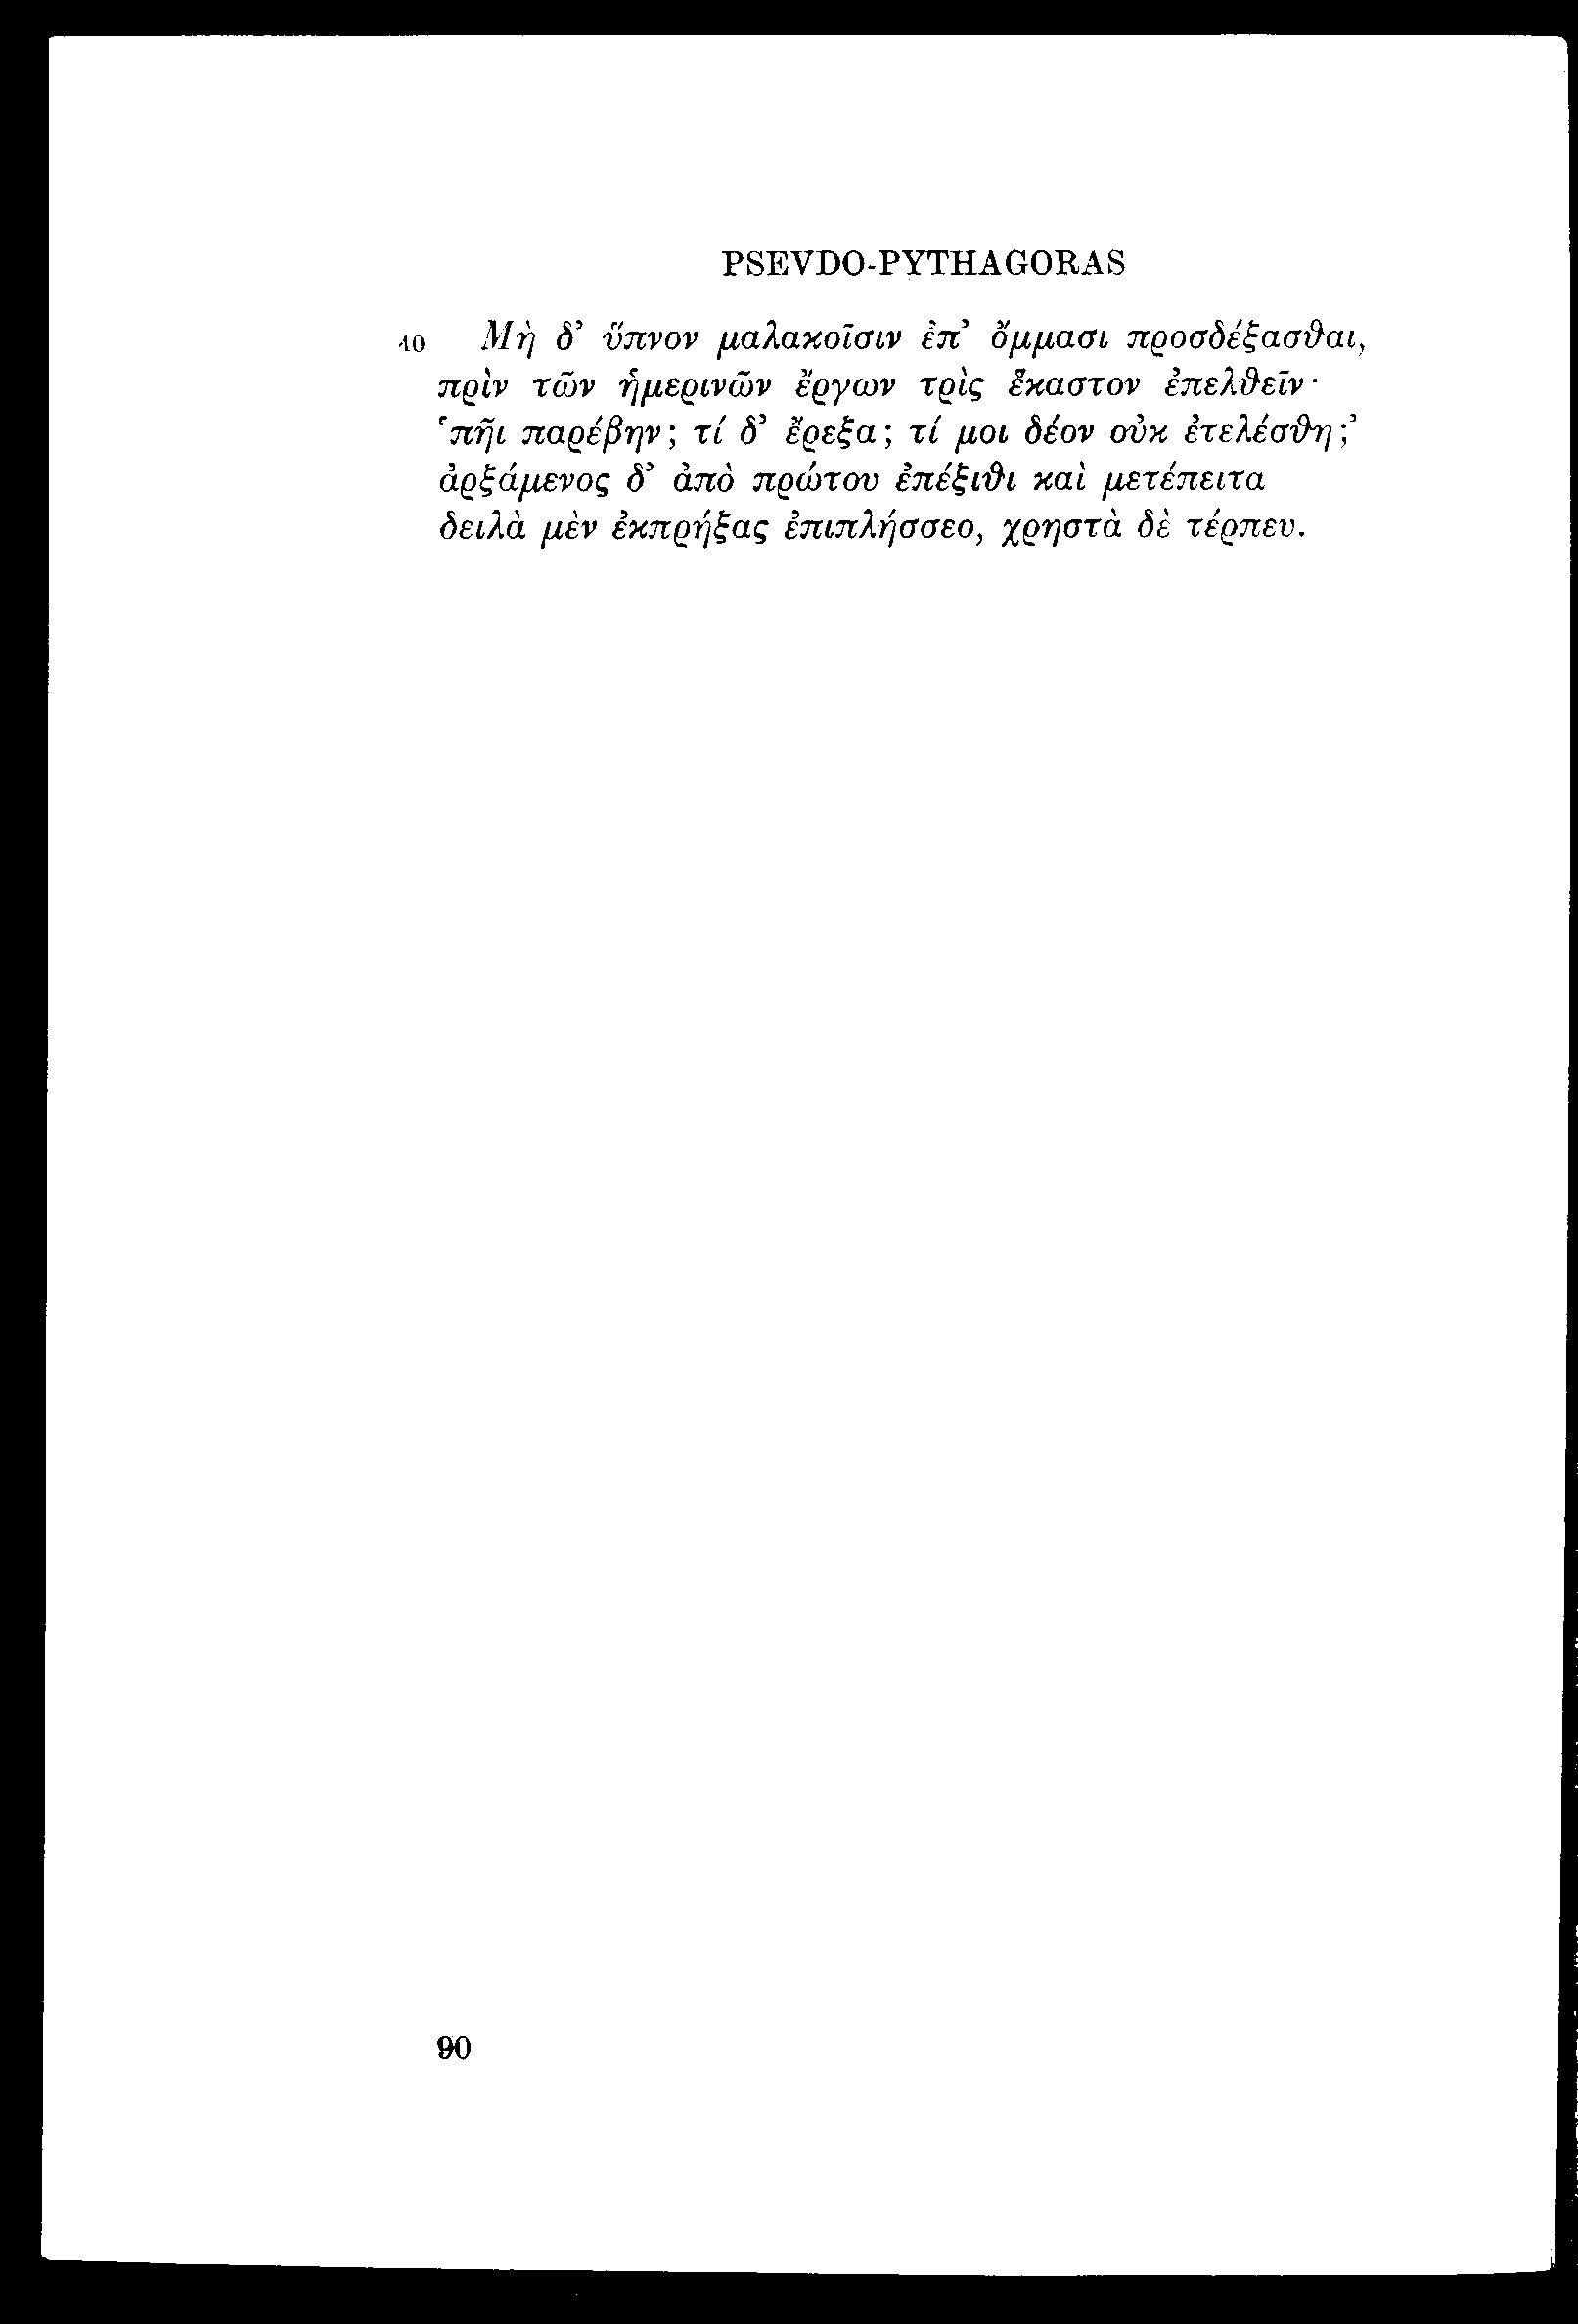 PSEVDO-PYTHAGORAS
40 Μὴ δ’ ὕπνον μαλακοῖσιν ἐπ’ ὄμμασι προσδέξασθαι,
πρὶν τῶν ἡμερινῶν ἔργων τρὶς ἕκαστον ἐπελθεῖν·
‘πῆι παρέβην; τί δ’ ἔρεξα; τί μοι δέον οὐκ ἐτελέσθη;’
ἀρξάμενος δ’ ἀπὸ πρώτου ἐπέξιθι καὶ μετέπειτα
δειλὰ μὲν ἐκπρήξας ἐπιπλήσσεο, χρηστὰ δὲ τέρπευ.
90